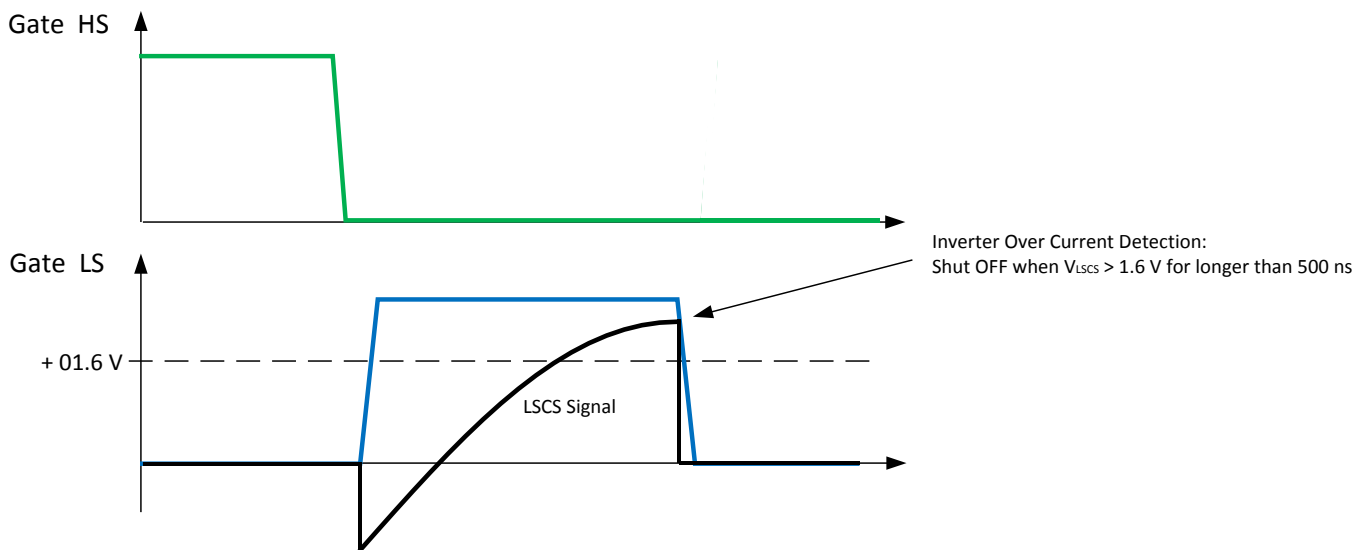 Gate HS
Inverter Over Current Detection:
Shut OFF when VLSCS > 1.6 V for longer than 500 ns
Gate LS
+ 01.6 V
LSCS Signal